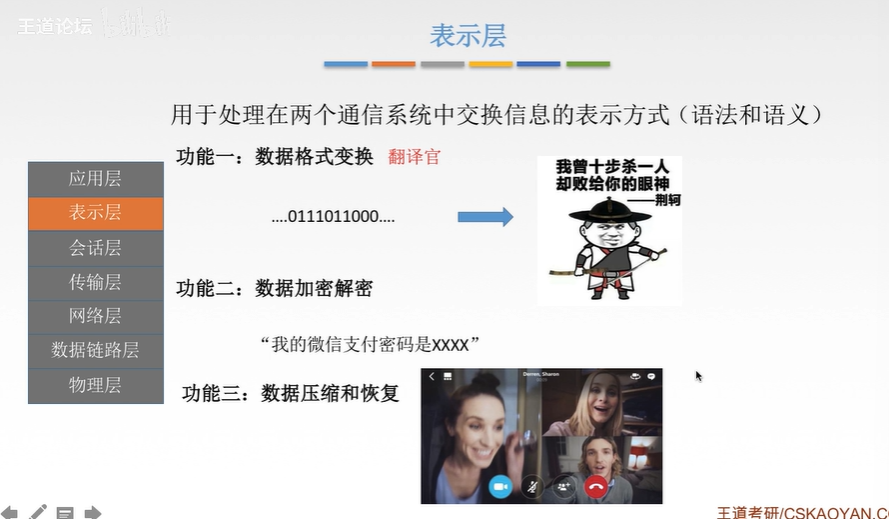 王道论坛
表示层
用于处理在两个通信系统中交换信息的表示方式（语法和语义）
功能一：数据格式变换 翻译官
应用层
表示层
会话层
传输层
网络层
数据链路层
物理层
....0111011000....
我曾十步杀一人
却败给你的眼神
——荆轲
功能二：数据加密解密
“我的微信支付密码是XXXX”
功能三：数据压缩和恢复
Darren, Sharon
王道考研/CSKAOYAN.C